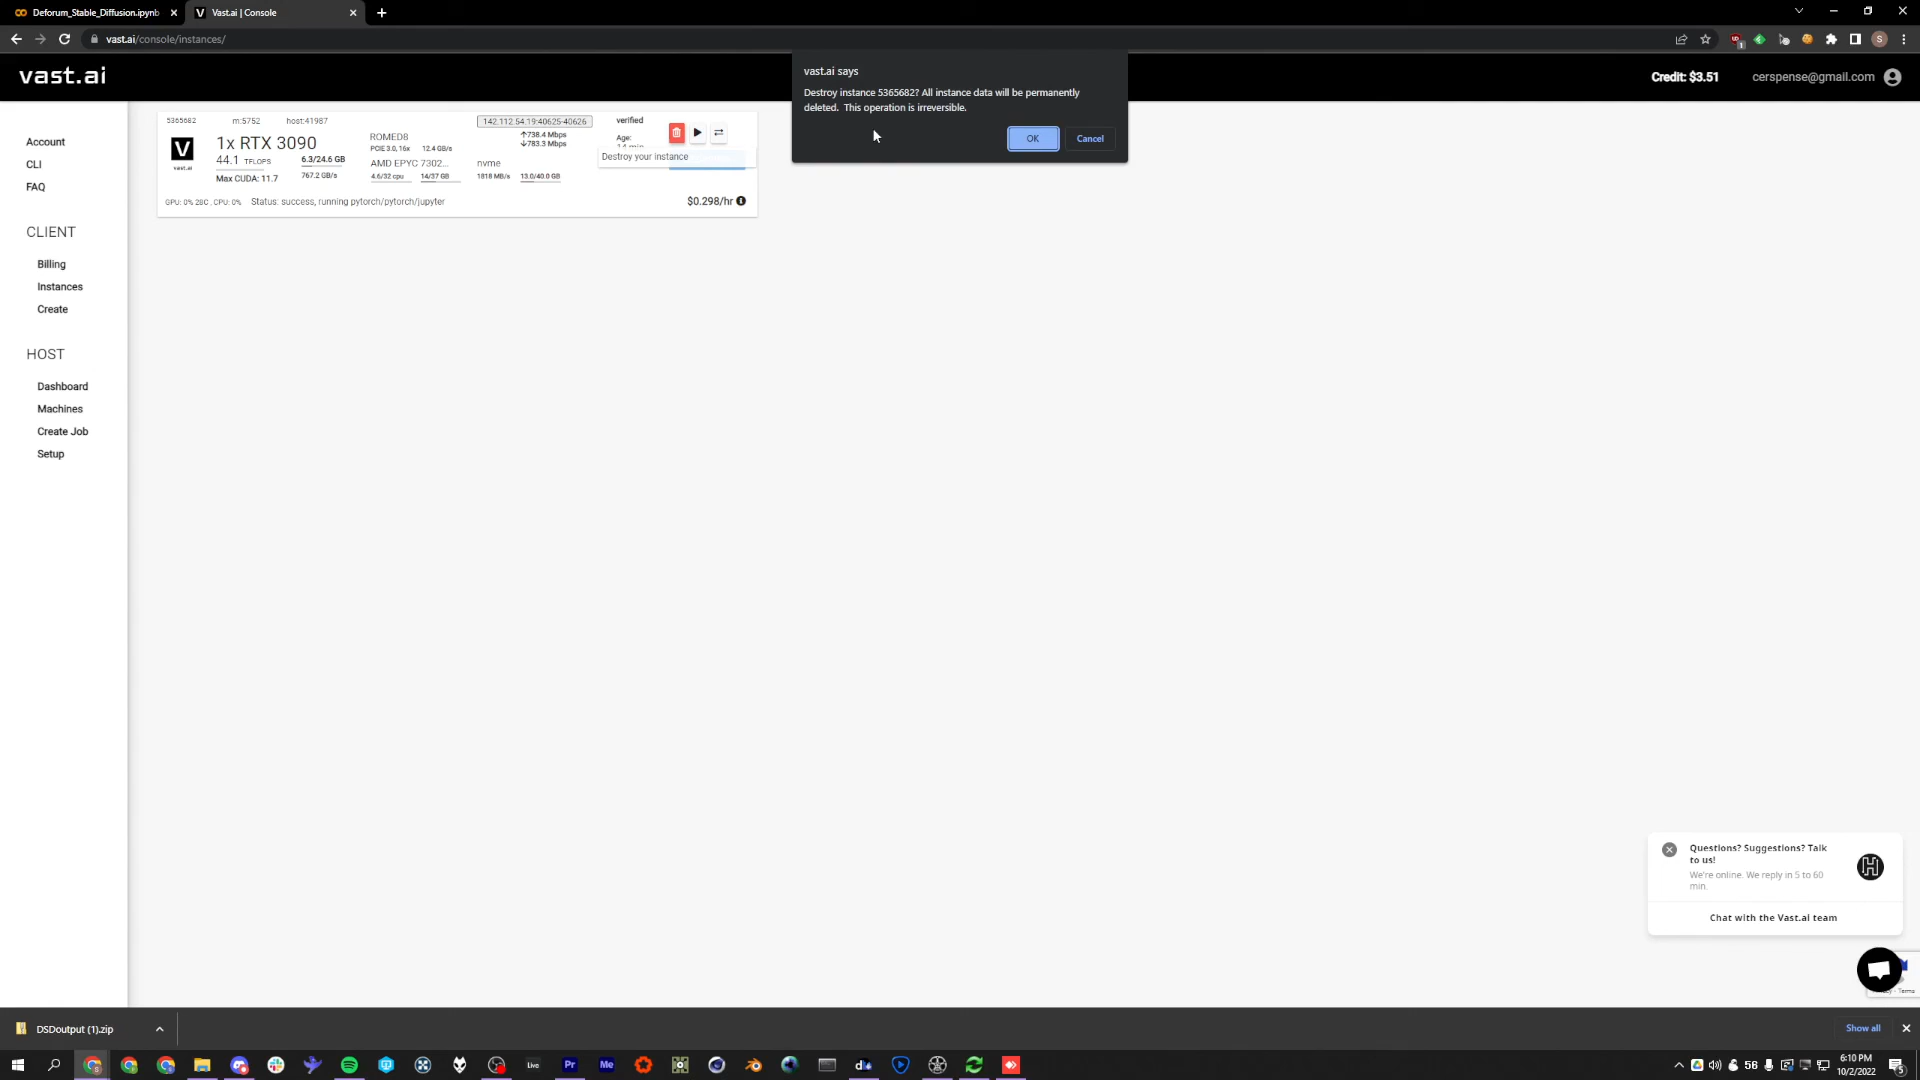 Deforum_Stable_Diffusion.ipynb
Vast.ai | Console
vast.ai/console/instances/
vast.ai
Credit: $3.51
cerspense@gmail.com
vast.ai says
Destroy instance 5365682? All instance data will be permanently
deleted. This operation is irreversible.
OK
Cancel
Account
CLI
FAQ
CLIENT
Billing
Instances
Create
HOST
Dashboard
Machines
Create Job
Setup
5365682
m:5752
host:41987
142.112.54.19:40625-40626
verified
vast.ai
1x RTX 3090
44.1 TFLOPS
6.3/24.6 GB
Max CUDA: 11.7
767.2 GB/s
ROMED8
PCIE 3.0, 16x
12.4 GB/s
AMD EPYC 7302...
4.6/32 cpu
14/37 GB
↑738.4 Mbps
↓783.3 Mbps
nvme
1818 MB/s
13.0/40.0 GB
Age:
Destroy your instance
GPU: 0% 28C , CPU: 0%
Status: success, running pytorch/pytorch/jupyter
$0.298/hr
Questions? Suggestions? Talk
to us!
We're online. We reply in 5 to 60
min.
Chat with the Vast.ai team
Terms
DSDoutput (1).zip
Show all
Live
Pr
Me
58
6:10 PM
10/2/2022
5